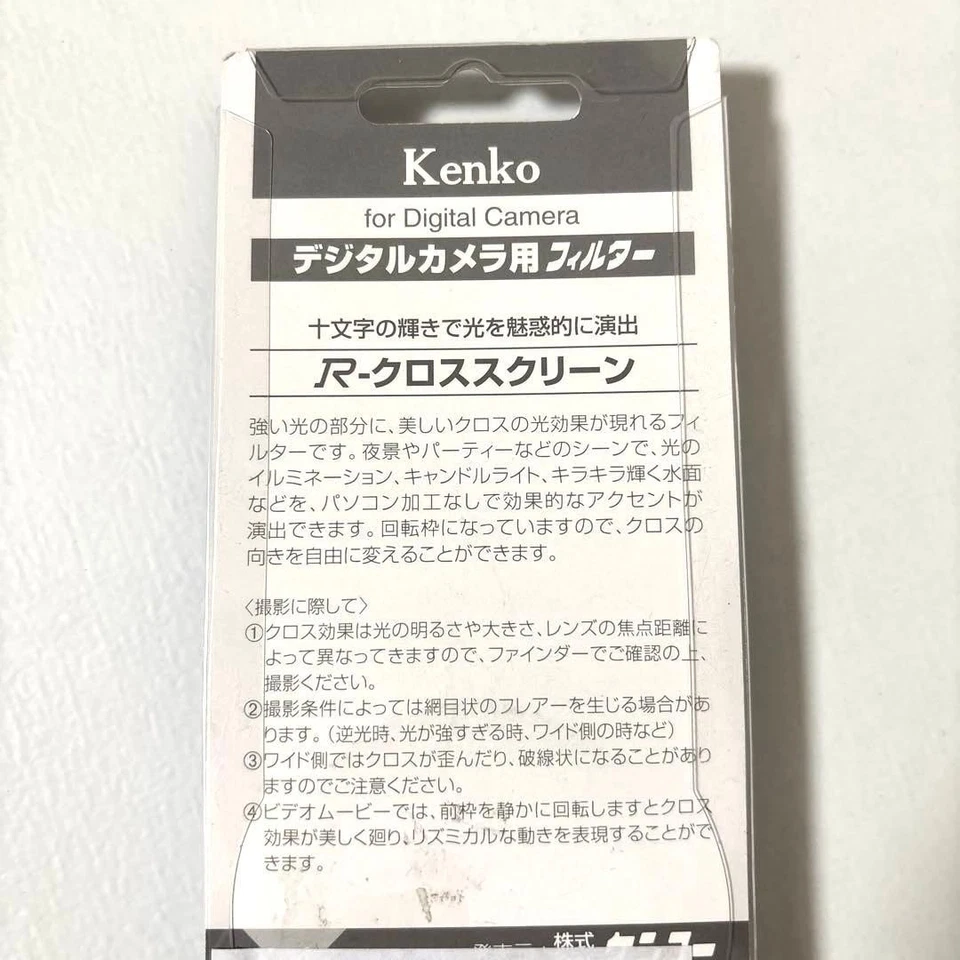 Kenko
for Digital Camera
デジタルカメラ用フィルター
十文字の輝きで光を魅惑的に演出
R-クロススクリーン
強い光の部分に、美しいクロスの光効果が現れるフィ
ルターです。夜景やパーティーなどのシーンで、光の
イルミネーション、キャンドルライト、キラキラ輝く水面
などを、パソコン加工なしで効果的なアクセントが
演出できます。回転枠になっていますので、クロスの
向きを自由に変えることができます。
〈撮影に際して〉
①クロス効果は光の明るさや大きさ、レンズの焦点距離に
よって異なってきますので、ファインダーでご確認の上、
撮影ください。
②撮影条件によっては網目状のフレアーを生じる場合があ
ります。(逆光時、光が強すぎる時、ワイド側の時など)
③ワイド側ではクロスが歪んだり、破線状になることがあり
ますのでご注意ください。
④ビデオムービーでは、前枠を静かに回転しますとクロス
効果が美しく廻り、リズミカルな動きを表現することがで
きます。
株式